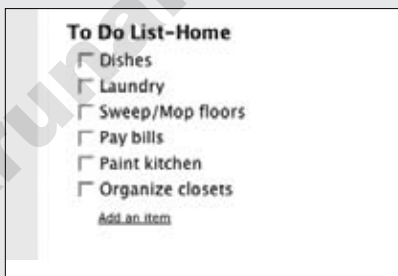 To Do List-Home
Dishes
Laundry
Sweep/Mop floors
Pay bills
Paint kitchen
Organize closets
Add an item